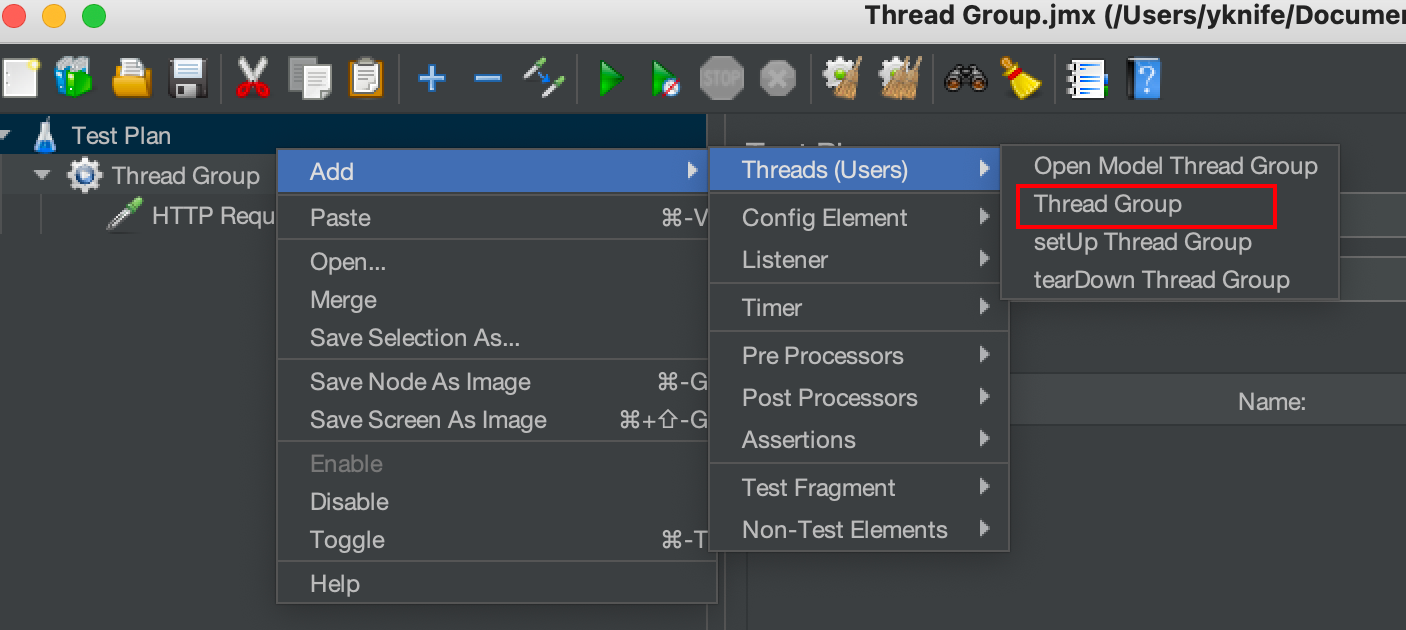 Thread Group.jmx (/Users/yknife/Documen
STOP
Test Plan
Thread Group
HTTP Requ
Add
Paste ⌘-V
Open...
Merge
Save Selection As...
Save Node As Image ⌘-G
Save Screen As Image ⌘+⇧-G
Enable
Disable
Toggle ⌘-T
Help
Threads (Users)
Config Element
Listener
Timer
Pre Processors
Post Processors
Assertions
Test Fragment
Non-Test Elements
Open Model Thread Group
Thread Group
setUp Thread Group
tearDown Thread Group
Name: